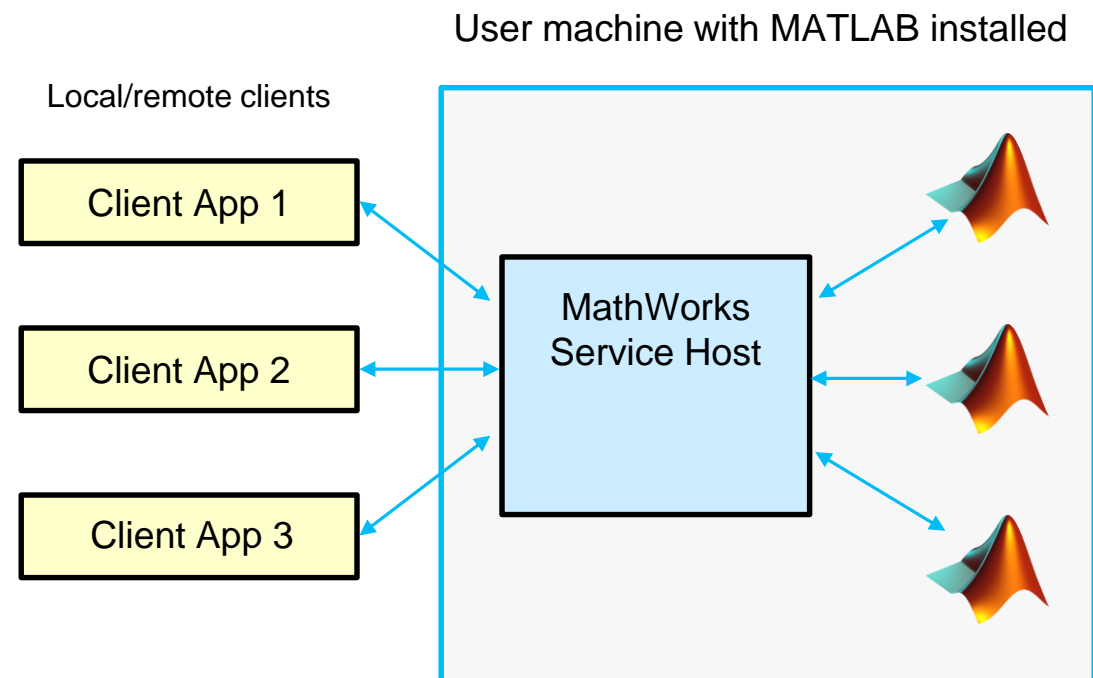 User machine with MATLAB installed
Local/remote clients
Client App 1
Client App 2
Client App 3
MathWorks
Service Host